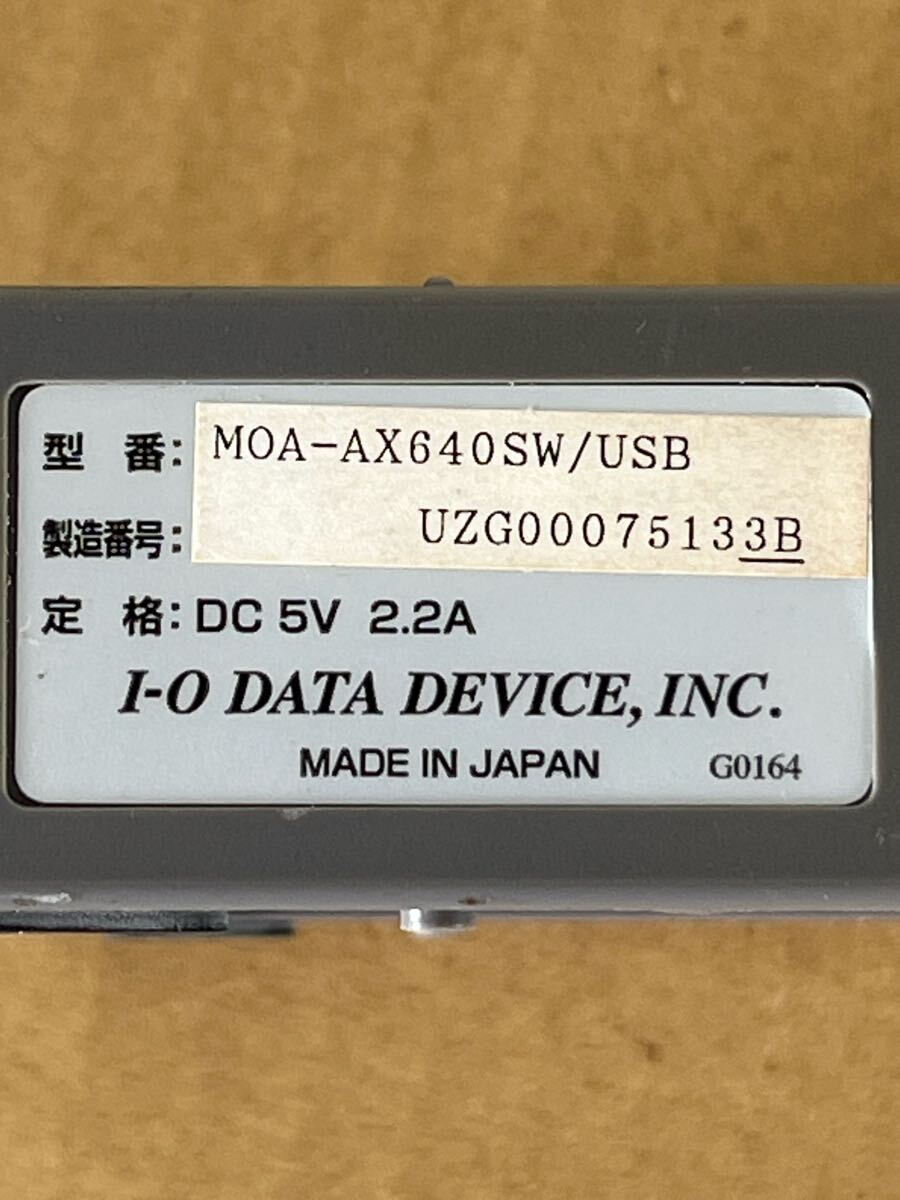 型 番: MOA-AX640SW/USB
製造番号: UZG00075133B
定 格: DC 5V 2.2A
I-O DATA DEVICE, INC.
MADE IN JAPAN G0164